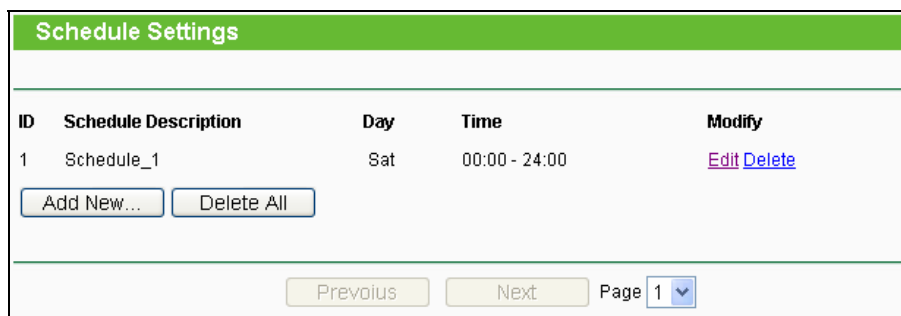 Schedule Settings
ID Schedule Description Day Time Modify
1 Schedule_1 Sat 00:00 - 24:00 Edit Delete
Add New... Delete All
Prevoius Next Page 1